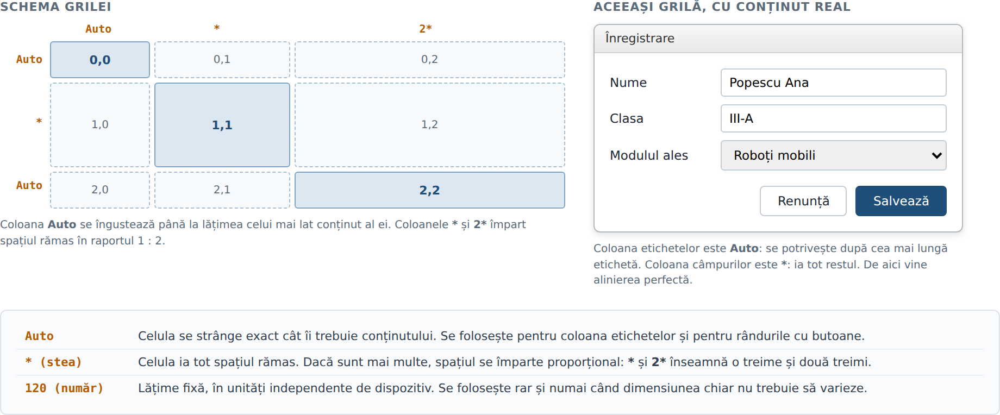 SCHEMA GRILEI
Auto * 2*
Auto 0,0 0,1 0,2
* 1,0 1,1 1,2
Auto 2,0 2,1 2,2
Coloana Auto se îngustează până la lățimea celui mai lat conținut al ei. Coloanele * și 2* împart
spațiul rămas în raportul 1 : 2.
ACEEAȘI GRILĂ, CU CONȚINUT REAL
Înregistrare
Nume Popescu Ana
Clasa III-A
Modulul ales Roboți mobili
Renunță Salvează
Coloana etichetelor este Auto: se potrivește după cea mai lungă
etichetă. Coloana câmpurilor este *: ia tot restul. De aici vine
alinierea perfectă.
Auto Celula se strânge exact cât îi trebuie conținutului. Se folosește pentru coloana etichetelor și pentru rândurile cu butoane.
* (stea) Celula ia tot spațiul rămas. Dacă sunt mai multe, spațiul se împarte proporțional: * și 2* înseamnă o treime și două treimi.
120 (număr) Lățime fixă, în unități independente de dispozitiv. Se folosește rar și numai când dimensiunea chiar nu trebuie să varieze.